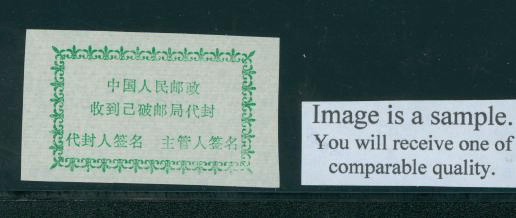 中国人民邮政
收到己破邮局代封
代封人签名 主管人签名
Image is a sample.
You will receive one of
comparable quality.